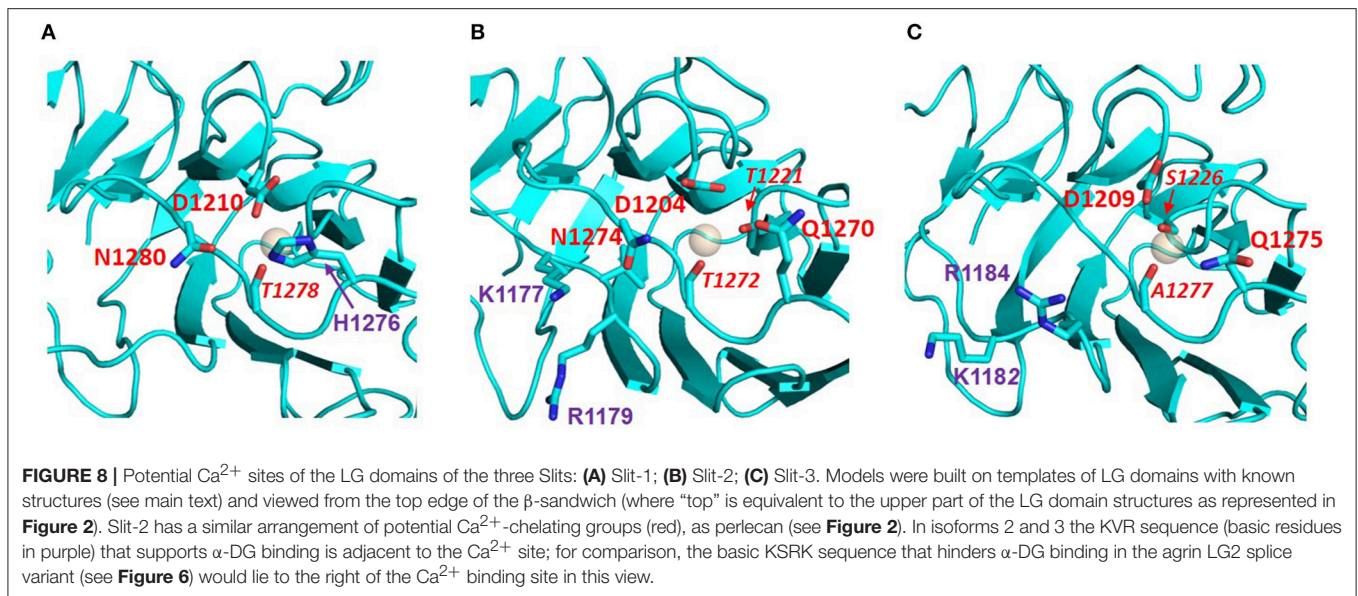 A
B
C
D1210
N1280
T1278
H1276
T1221
D1204
N1274
Q1270
K1177
T1272
R1179
S1226
D1209
Q1275
R1184
A1277
K1182
FIGURE 8 | Potential Ca2+ sites of the LG domains of the three Slits: (A) Slit-1; (B) Slit-2; (C) Slit-3. Models were built on templates of LG domains with known
structures (see main text) and viewed from the top edge of the β-sandwich (where “top” is equivalent to the upper part of the LG domain structures as represented in
Figure 2). Slit-2 has a similar arrangement of potential Ca2+-chelating groups (red), as perlecan (see Figure 2). In isoforms 2 and 3 the KVR sequence (basic residues
in purple) that supports α-DG binding is adjacent to the Ca2+ site; for comparison, the basic KSRK sequence that hinders α-DG binding in the agrin LG2 splice
variant (see Figure 6) would lie to the right of the Ca2+ binding site in this view.